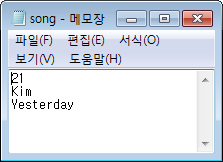 song - 메모장
파일(F) 편집(E) 서식(O)
보기(V) 도움말(H)
21
Kim
Yesterday